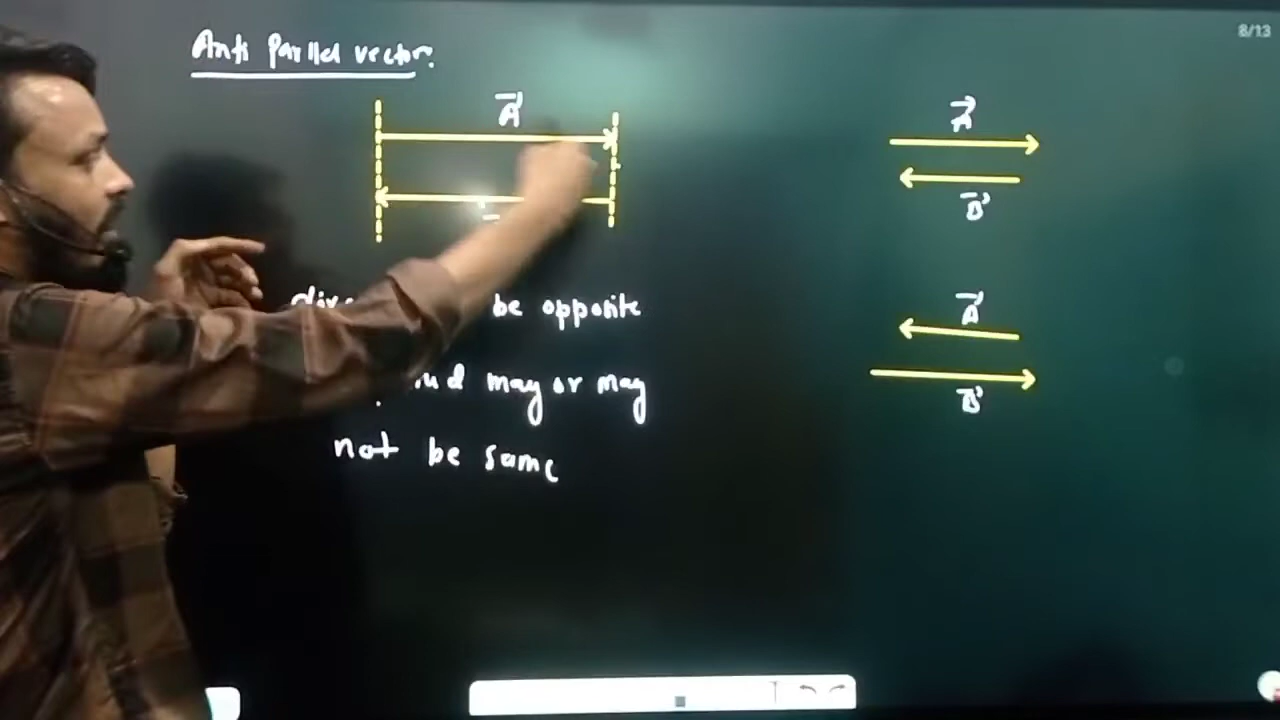 Anti Parllel vector:
8/13
A⃗
A⃗
B⃗
be opposite
A⃗
may or may
B⃗
not be same